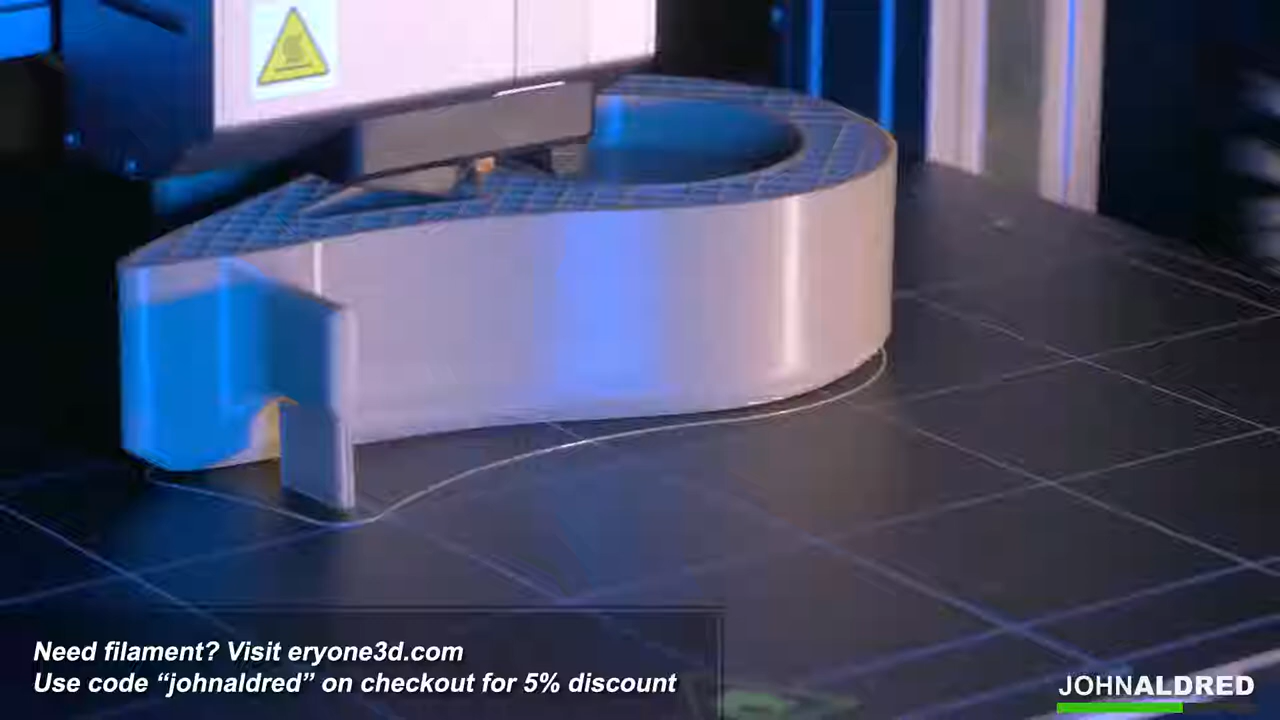 Need filament? Visit eryone3d.com
Use code “johnaldred” on checkout for 5% discount
JOHNALDRED